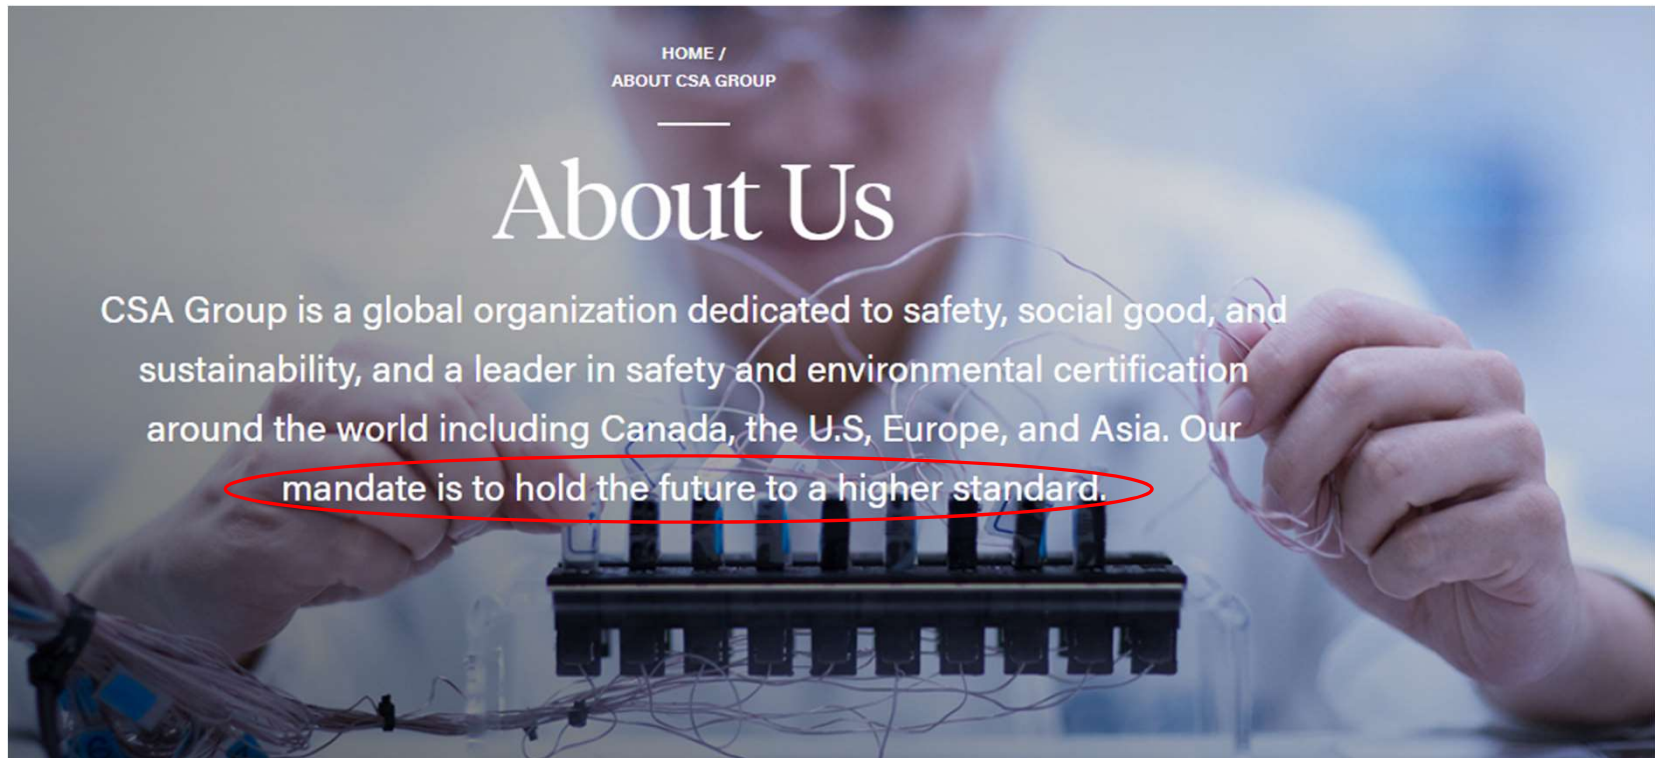 HOME /
ABOUT CSA GROUP
About Us
CSA Group is a global organization dedicated to safety, social good, and
sustainability, and a leader in safety and environmental certification
around the world including Canada, the U.S, Europe, and Asia. Our
mandate is to hold the future to a higher standard.